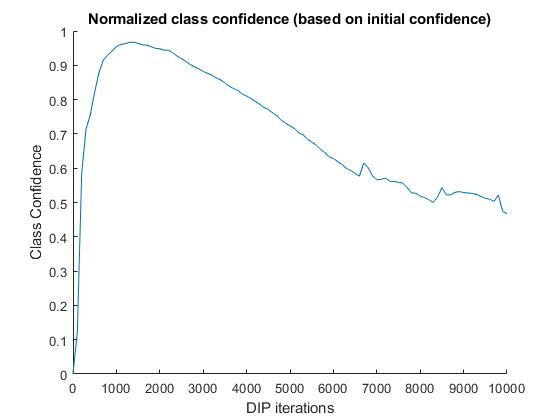 Normalized class confidence (based on initial confidence)
1
0.9
0.8
0.7
0.6
0.5
0.4
0.3
0.2
0.1
0
Class Confidence
0 1000 2000 3000 4000 5000 6000 7000 8000 9000 10000
DIP iterations